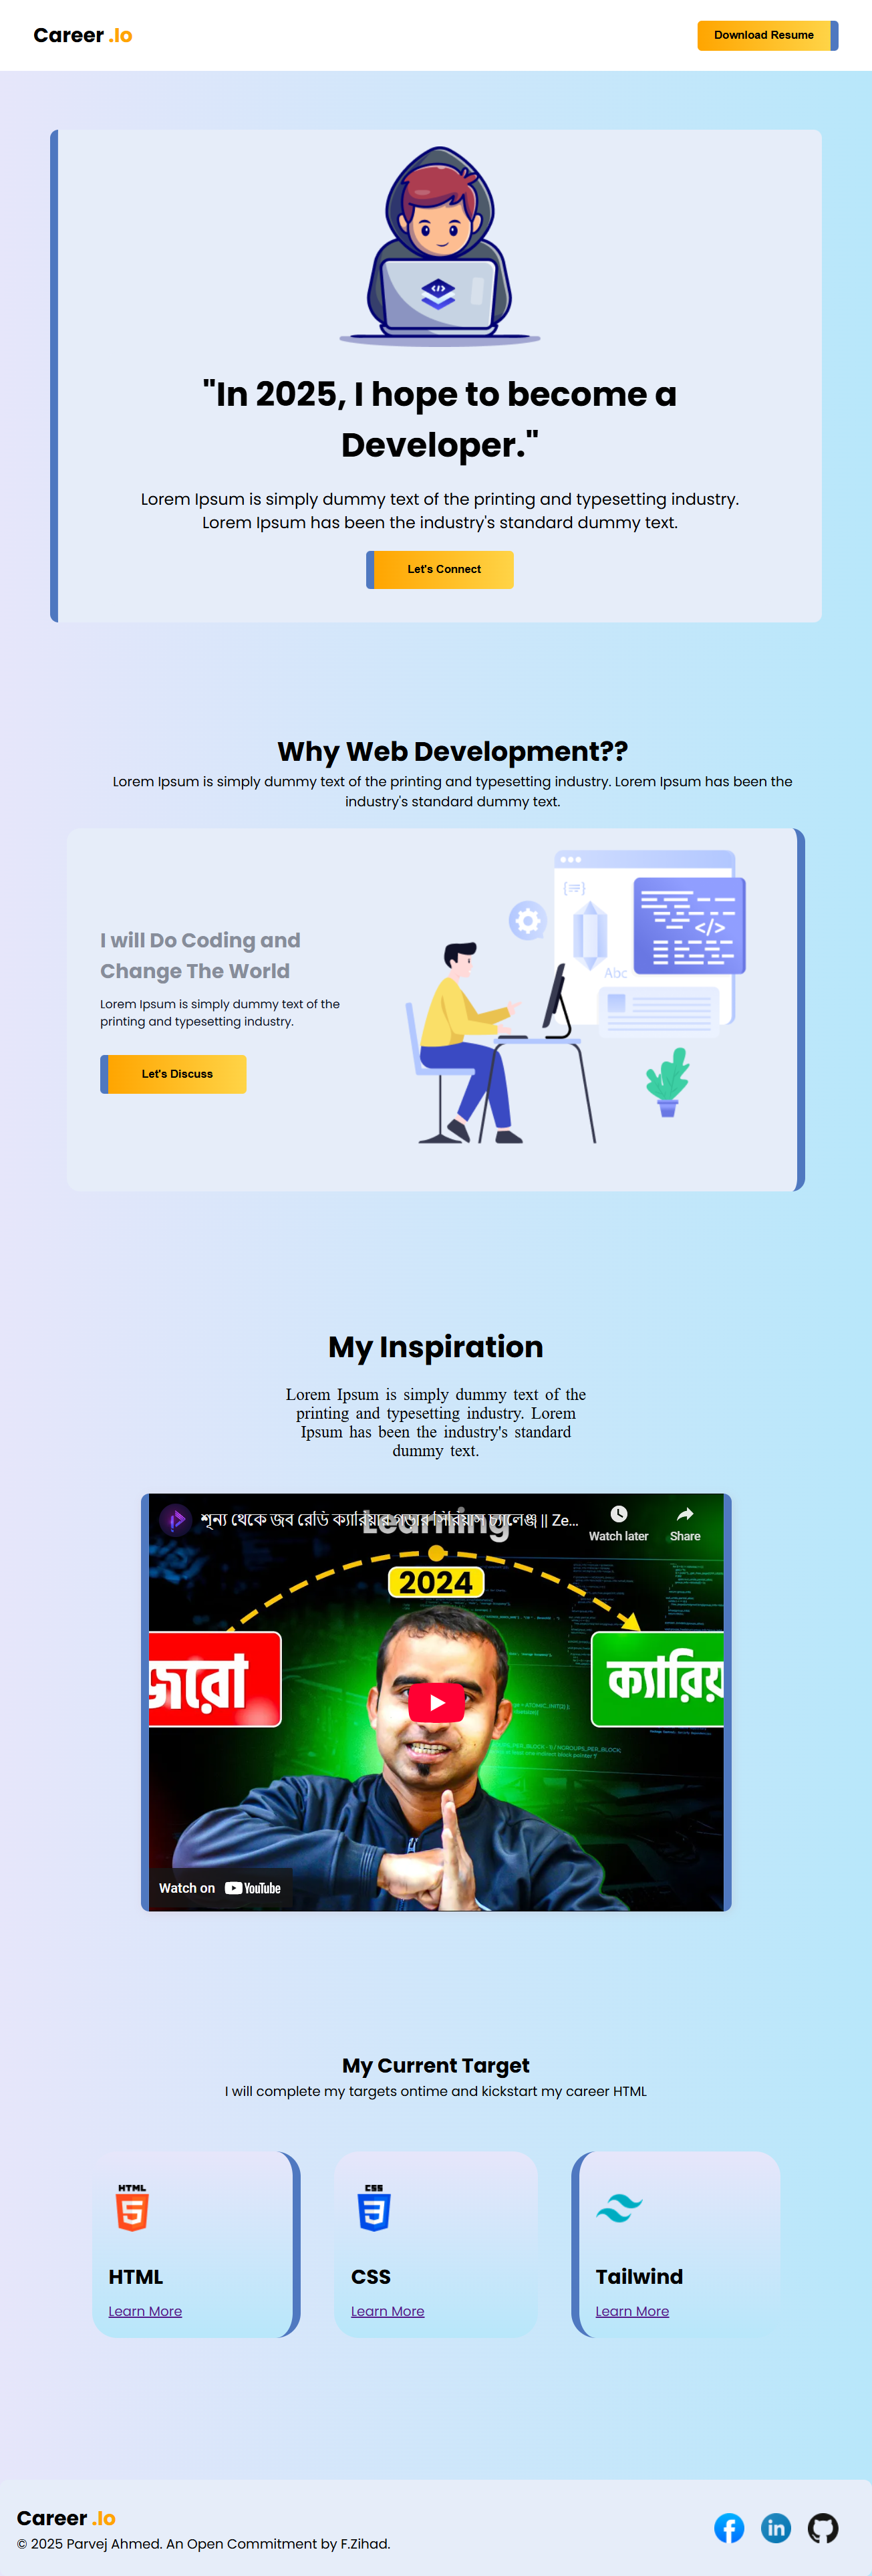 Career .Io
Download Resume
"In 2025, I hope to become a
Developer."
Lorem Ipsum is simply dummy text of the printing and typesetting industry.
Lorem Ipsum has been the industry's standard dummy text.
Let's Connect
Why Web Development??
Lorem Ipsum is simply dummy text of the printing and typesetting industry. Lorem Ipsum has been the
industry's standard dummy text.
I will Do Coding and
Change The World
Lorem Ipsum is simply dummy text of the
printing and typesetting industry.
Let's Discuss
Abc
My Inspiration
Lorem Ipsum is simply dummy text of the
printing and typesetting industry. Lorem
Ipsum has been the industry's standard
dummy text.
শূন্য থেকে জব রেডি ক্যারিয়ার গড়ার সিরিয়াস চ্যালেঞ্জ || Ze...
Learning
Watch later
Share
2024
জিরো
ক্যারিয়
Watch on YouTube
My Current Target
I will complete my targets ontime and kickstart my career HTML
HTML
CSS
HTML
CSS
Tailwind
Learn More
Learn More
Learn More
Career .Io
© 2025 Parvej Ahmed. An Open Commitment by F.Zihad.